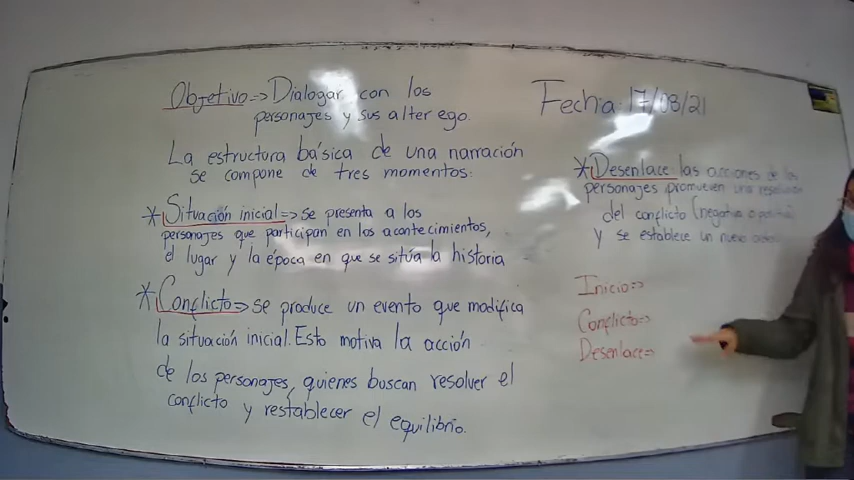 Objetivo=> Dialogar con los
personajes y sus alter ego.
La estructura básica de una narración
se compone de tres momentos:
* Situación inicial=> se presenta a los
personajes que participan en los acontecimientos,
el lugar y la época en que se sitúa la historia
* Conflicto=> se produce un evento que modifica
la situación inicial. Esto motiva la acción
de los personajes, quienes buscan resolver el
conflicto y réstáblecer el equilibrio.
Fecha: 17/08/21
* Desenlace las acciones de los
personajes promueven una
del conflicto (negativa o positiva)
y se establece un nuevo
Inicio=>
Conflicto=>
Desenlace=>